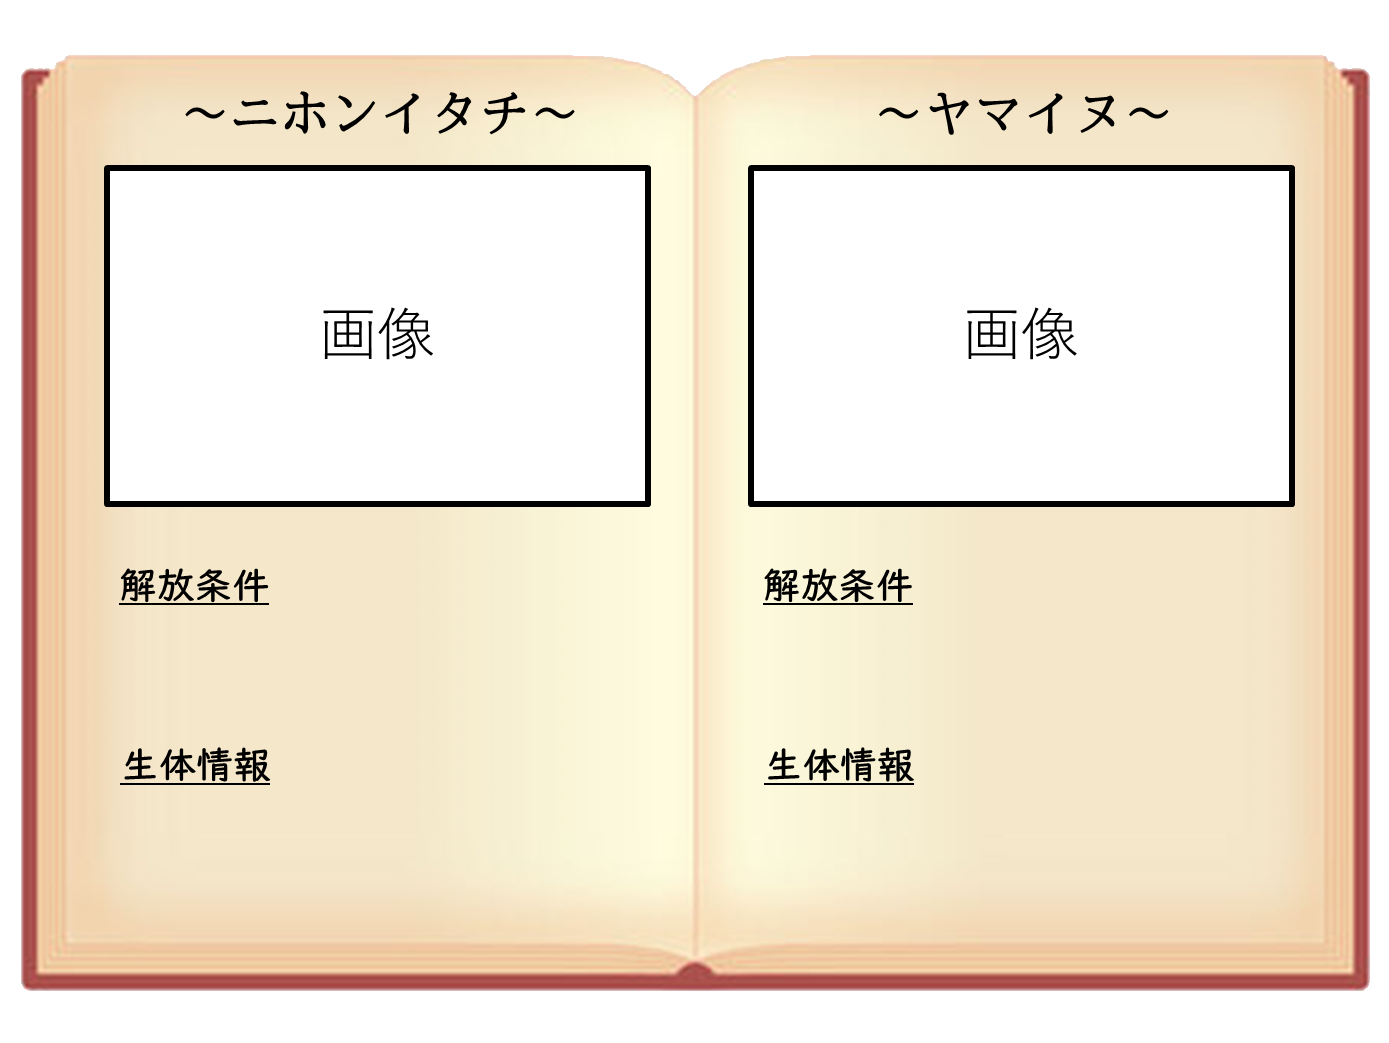 ～ニホンイタチ～
画像
解放条件
生体情報
～ヤマイヌ～
画像
解放条件
生体情報